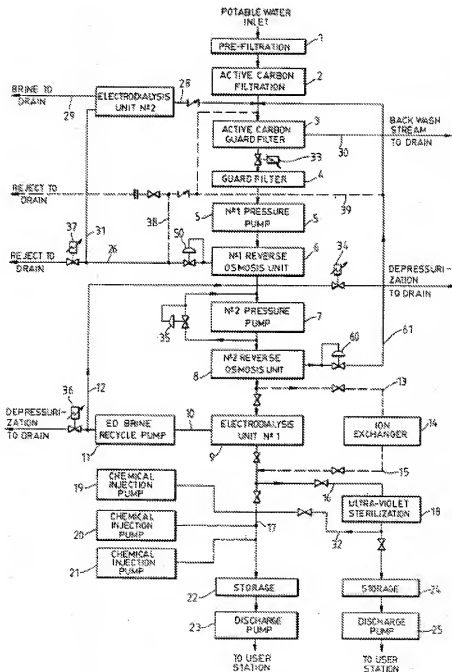 POTABLE WATER
INLET
PRE-FILTRATION
1
ACTIVE CARBON
FILTRATION
2
BRINE TO
DRAIN
29
ELECTRODIALYSIS
UNIT Nº2
28
3
ACTIVE CARBON
GUARD FILTER
BACK WASH
STREAM
TO DRAIN
30
33
GUARD FILTER
4
REJECT TO
DRAIN
39
5
Nº1 PRESSURE
PUMP
5
37
31
38
50
REJECT TO
DRAIN
26
Nº1 REVERSE
OSMOSIS UNIT
6
34
DEPRESSURI-
ZATION
TO DRAIN
Nº2 PRESSURE
PUMP
7
35
60
61
12
Nº2 REVERSE
OSMOSIS UNIT
8
13
36
DEPRESSURI-
ZATION
TO DRAIN
ED BRINE
RECYCLE PUMP
11
10
ELECTRODIALYSIS
UNIT Nº1
9
ION
EXCHANGER
14
15
19
CHEMICAL
INJECTION
PUMP
16
ULTRA-VIOLET
STERILIZATION
18
20
CHEMICAL
INJECTION
PUMP
17
32
21
CHEMICAL
INJECTION
PUMP
22
STORAGE
STORAGE
24
23
DISCHARGE
PUMP
DISCHARGE
PUMP
25
TO USER
STATION
TO USER
STATION